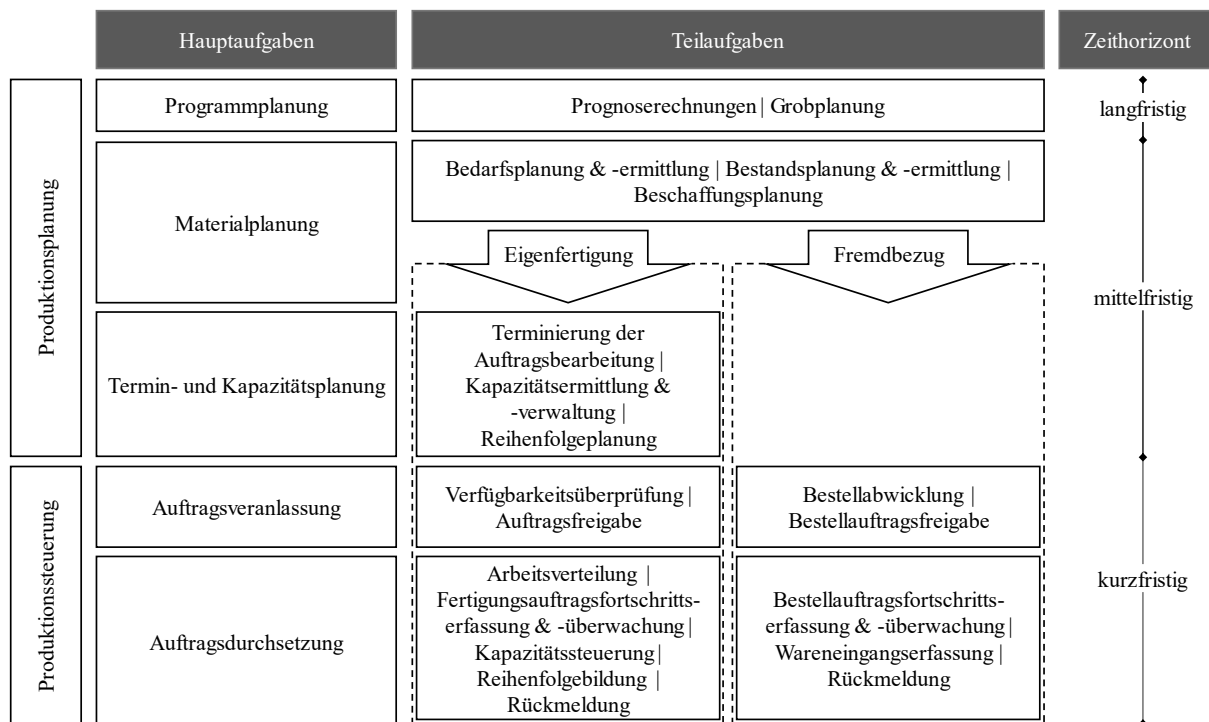 Hauptaufgaben
Teilaufgaben
Zeithorizont
Produktionsplanung
Programmplanung
Prognoserechnungen | Grobplanung
langfristig
Materialplanung
Bedarfsplanung & -ermittlung | Bestandsplanung & -ermittlung |
Beschaffungsplanung
Eigenfertigung
Fremdbezug
mittelfristig
Termin- und Kapazitätsplanung
Terminierung der
Auftragsbearbeitung |
Kapazitätsermittlung &
-verwaltung |
Reihenfolgeplanung
Produktionssteuerung
Auftragsveranlassung
Verfügbarkeitsüberprüfung |
Auftragsfreigabe
Bestellabwicklung |
Bestellauftragsfreigabe
kurzfristig
Auftragsdurchsetzung
Arbeitsverteilung |
Fertigungsauftragsfortschritts-
erfassung & -überwachung |
Kapazitätssteuerung |
Reihenfolgebildung |
Rückmeldung
Bestellauftragsfortschritts-
erfassung & -überwachung |
Wareneingangserfassung |
Rückmeldung